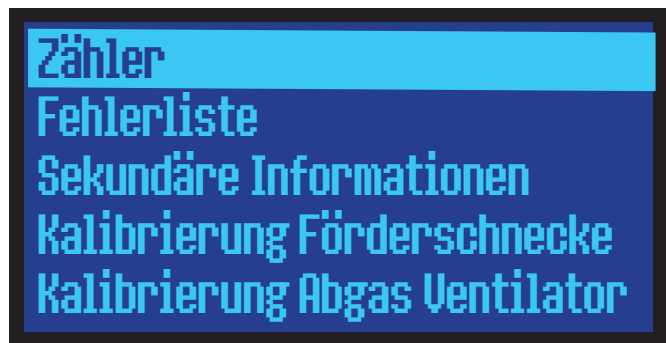 Zähler
Fehlerliste
Sekundäre Informationen
Kalibrierung Förderschnecke
Kalibrierung Abgas Ventilator